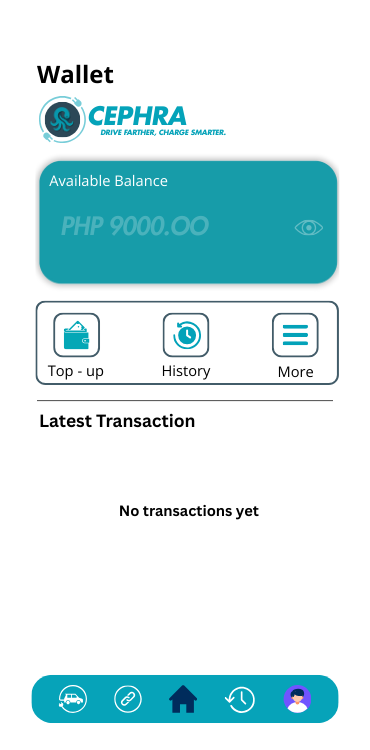 Wallet
CEPHRA
DRIVE FARTHER, CHARGE SMARTER.
Available Balance
PHP 9000.OO
Top - up
History
More
Latest Transaction
No transactions yet